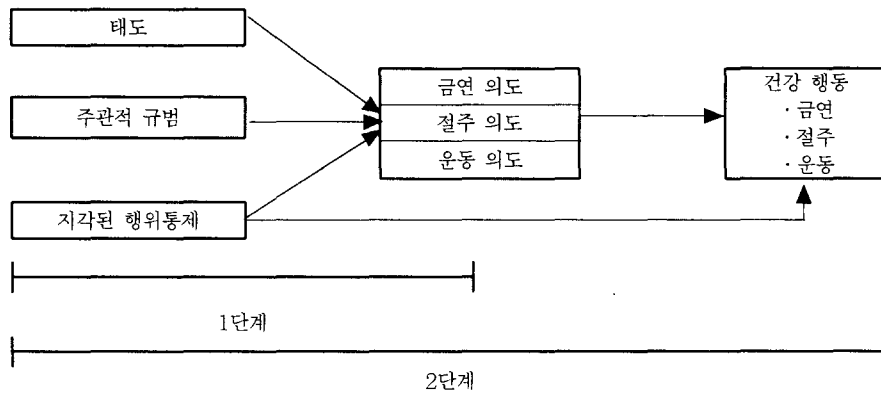 태도
주관적 규범
지각된 행위통제
금연 의도
절주 의도
운동 의도
건강 행동
· 금연
· 절주
· 운동
1단계
2단계